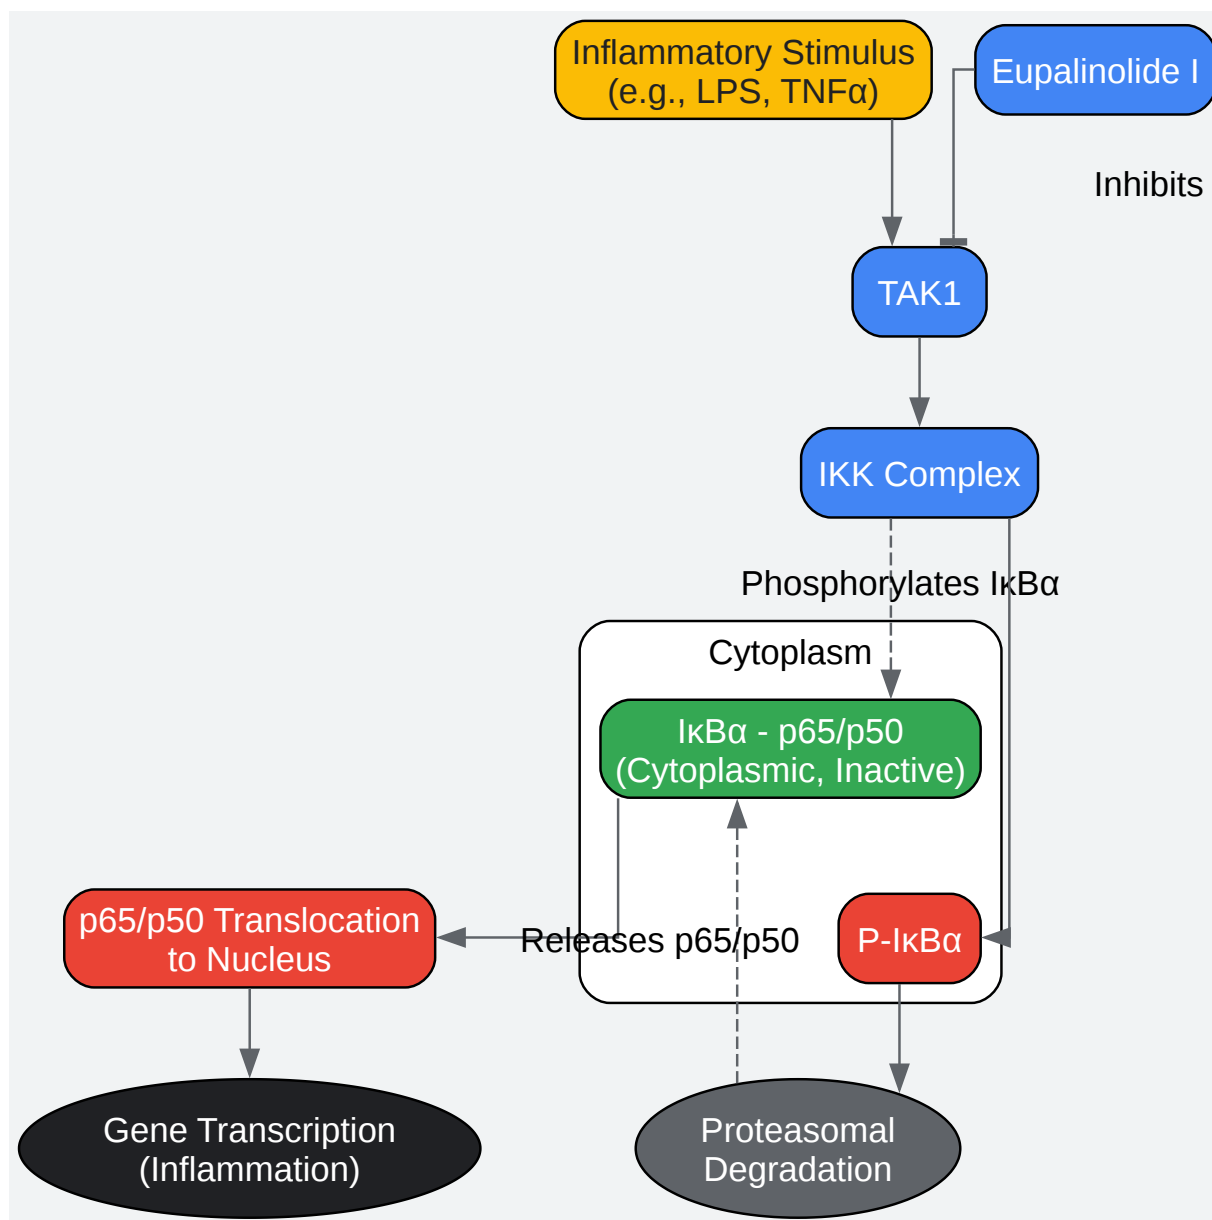 Inflammatory Stimulus
(e.g., LPS, TNFα)
Eupalinolide I
Inhibits
TAK1
IKK Complex
Phosphorylates IκBα
Cytoplasm
IκBα - p65/p50
(Cytoplasmic, Inactive)
p65/p50 Translocation
to Nucleus
Releases p65/p50
P-IκBα
Gene Transcription
(Inflammation)
Proteasomal
Degradation